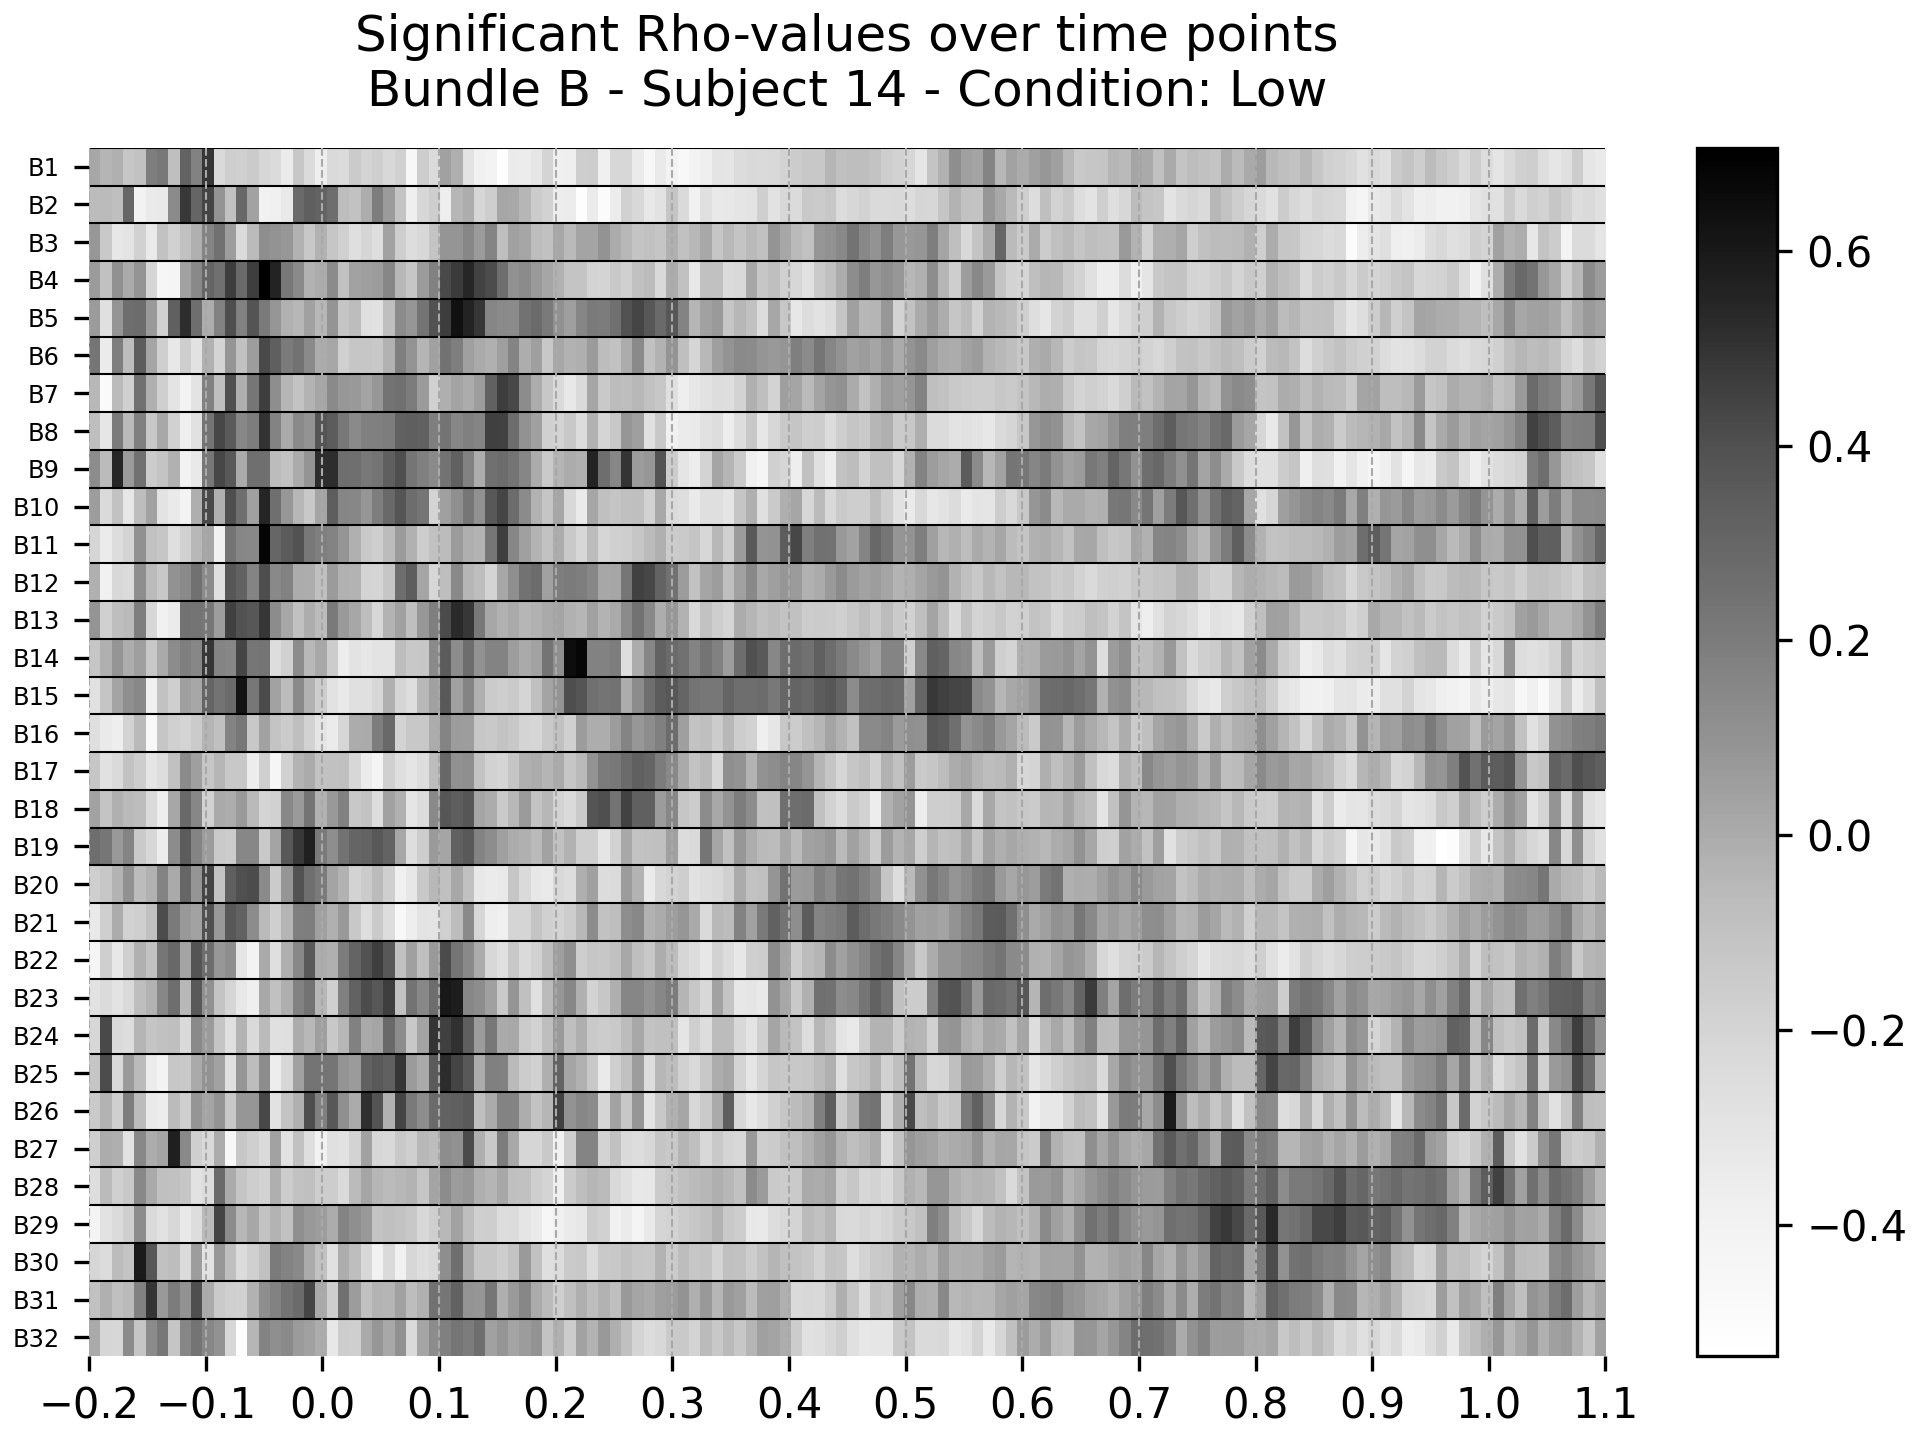 Significant Rho-values over time points
Bundle B - Subject 14 - Condition: Low
B1
B2
B3
B4
B5
B6
B7
B8
B9
B10
B11
B12
B13
B14
B15
B16
B17
B18
B19
B20
B21
B22
B23
B24
B25
B26
B27
B28
B29
B30
B31
B32
−0.2 −0.1 0.0 0.1 0.2 0.3 0.4 0.5 0.6 0.7 0.8 0.9 1.0 1.1
0.6
0.4
0.2
0.0
−0.2
−0.4